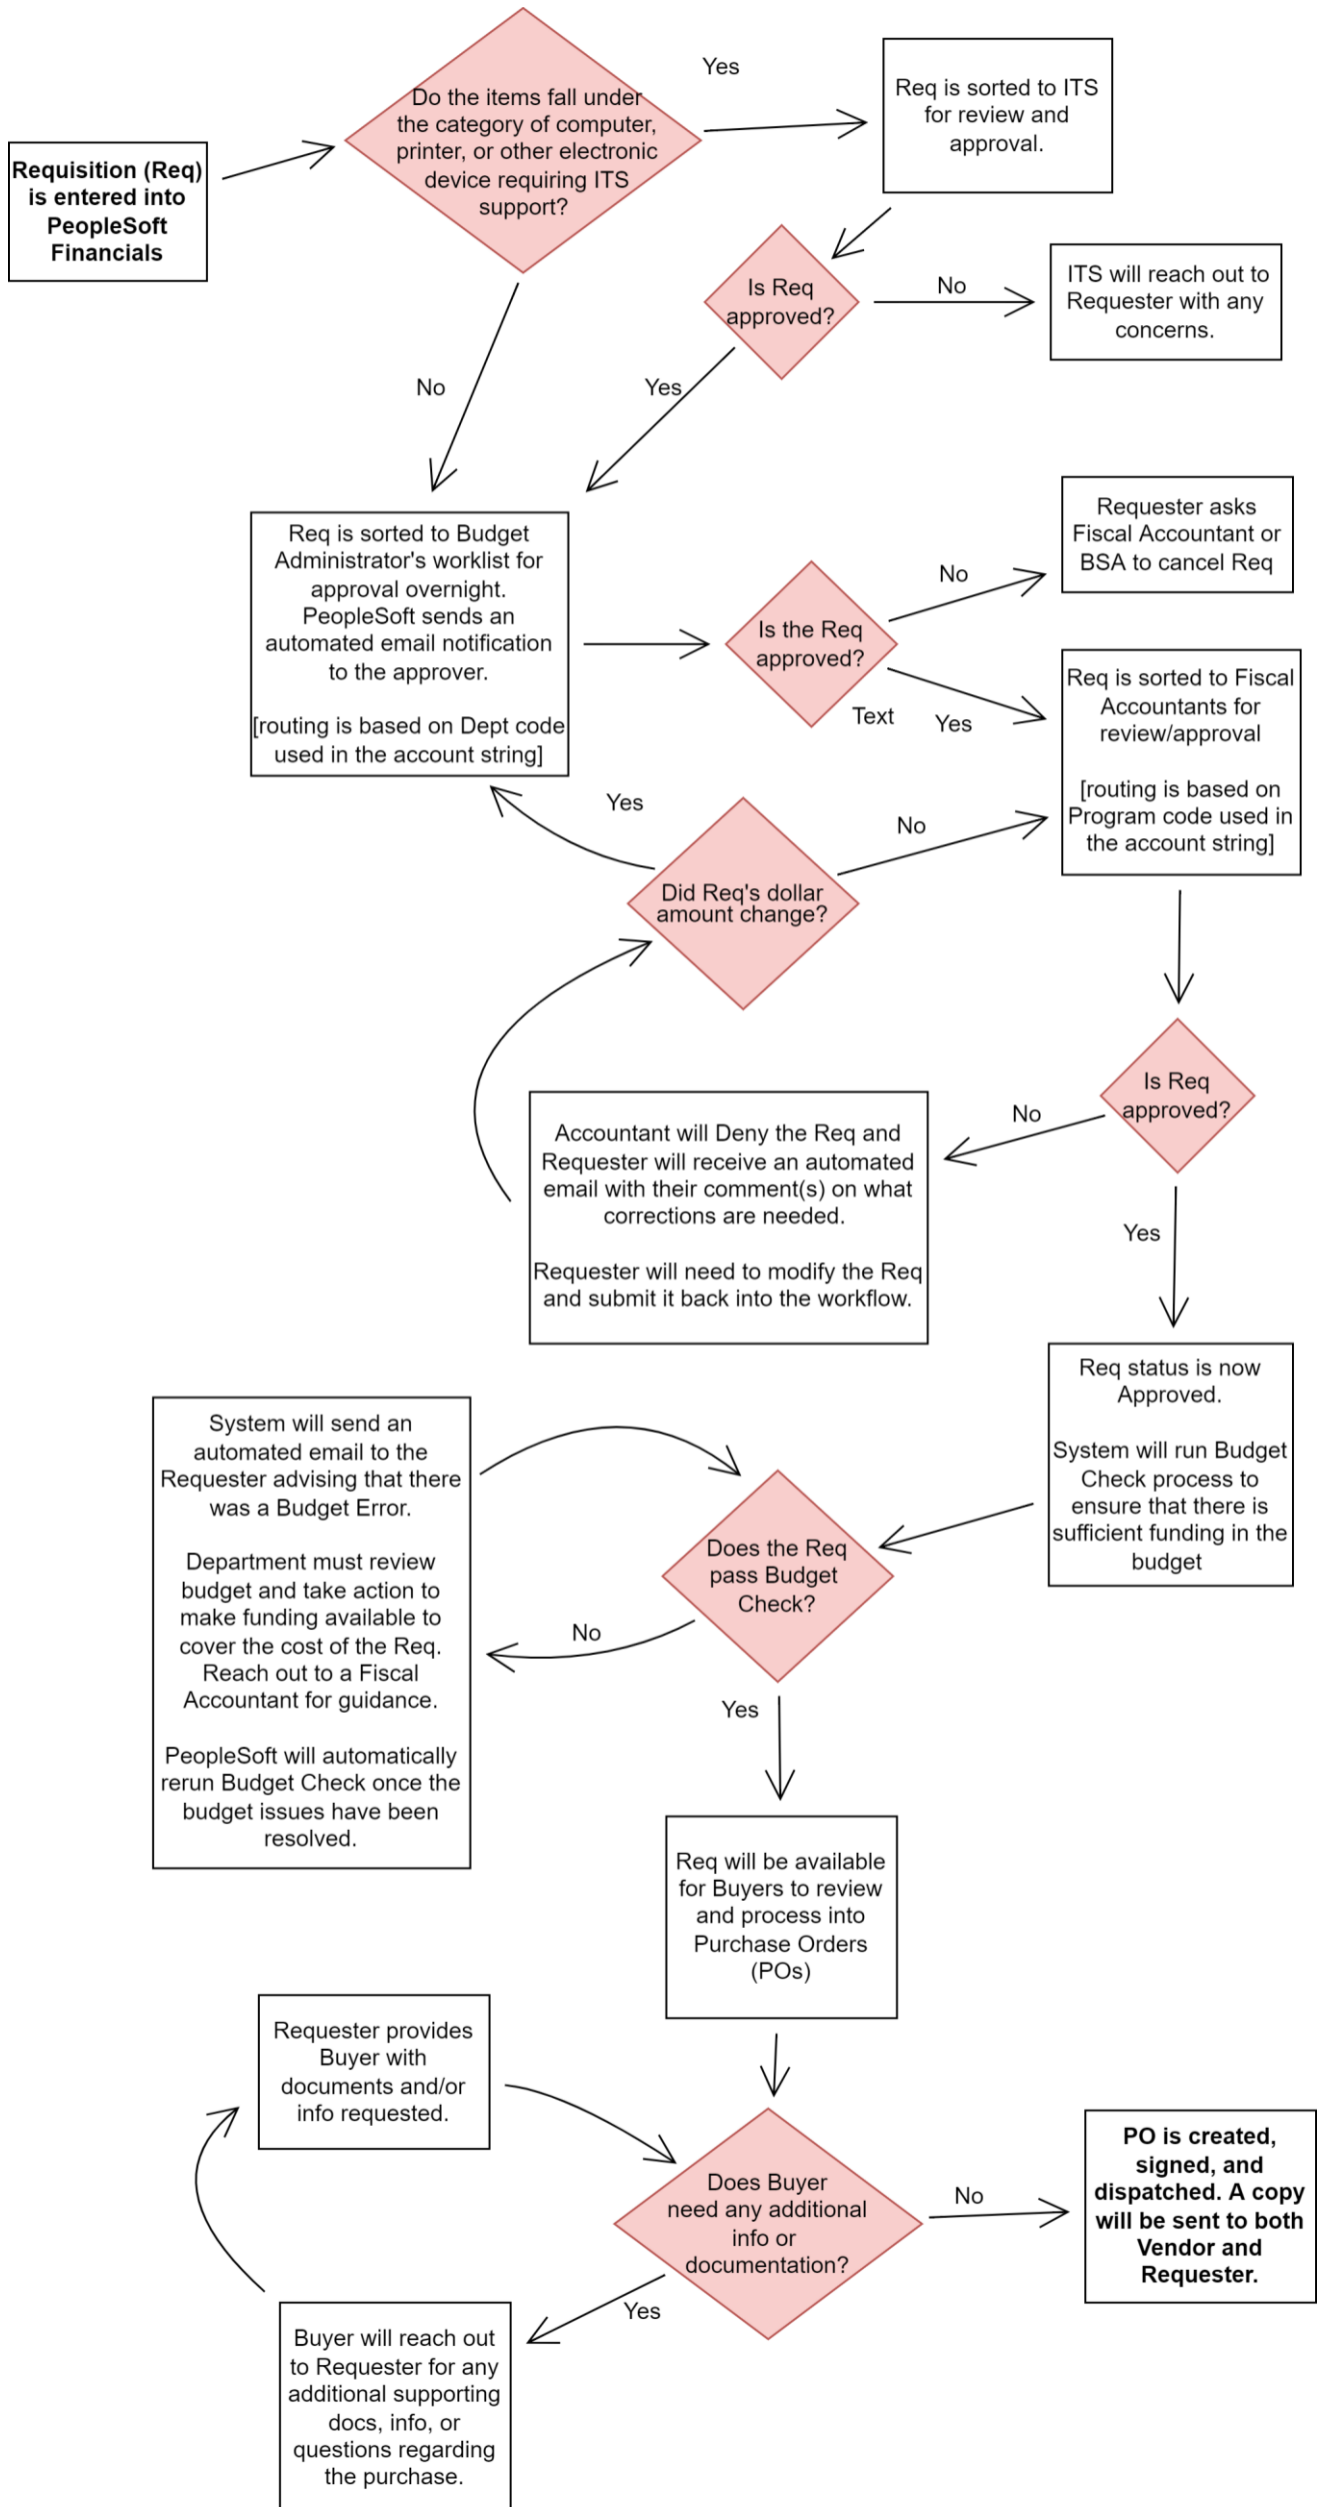 Requisition (Req)
is entered into
PeopleSoft
Financials
Do the items fall under
the category of computer,
printer, or other electronic
device requiring ITS
support?
Yes
Req is sorted to ITS
for review and
approval.
Is Req
approved?
No
ITS will reach out to
Requester with any
concerns.
No
Yes
Req is sorted to Budget
Administrator's worklist for
approval overnight.
PeopleSoft sends an
automated email notification
to the approver.
[routing is based on Dept code
used in the account string]
Is the Req
approved?
No
Requester asks
Fiscal Accountant or
BSA to cancel Req
Text
Yes
Req is sorted to Fiscal
Accountants for
review/approval
[routing is based on
Program code used in
the account string]
Yes
Did Req's dollar
amount change?
No
Is Req
approved?
No
Accountant will Deny the Req and
Requester will receive an automated
email with their comment(s) on what
corrections are needed.
Requester will need to modify the Req
and submit it back into the workflow.
Yes
Req status is now
Approved.
System will run Budget
Check process to
ensure that there is
sufficient funding in the
budget
Does the Req
pass Budget
Check?
No
System will send an
automated email to the
Requester advising that there
was a Budget Error.
Department must review
budget and take action to
make funding available to
cover the cost of the Req.
Reach out to a Fiscal
Accountant for guidance.
PeopleSoft will automatically
rerun Budget Check once the
budget issues have been
resolved.
Yes
Req will be available
for Buyers to review
and process into
Purchase Orders
(POs)
Requester provides
Buyer with
documents and/or
info requested.
Does Buyer
need any additional
info or
documentation?
No
PO is created,
signed, and
dispatched. A copy
will be sent to both
Vendor and
Requester.
Yes
Buyer will reach out
to Requester for any
additional supporting
docs, info, or
questions regarding
the purchase.